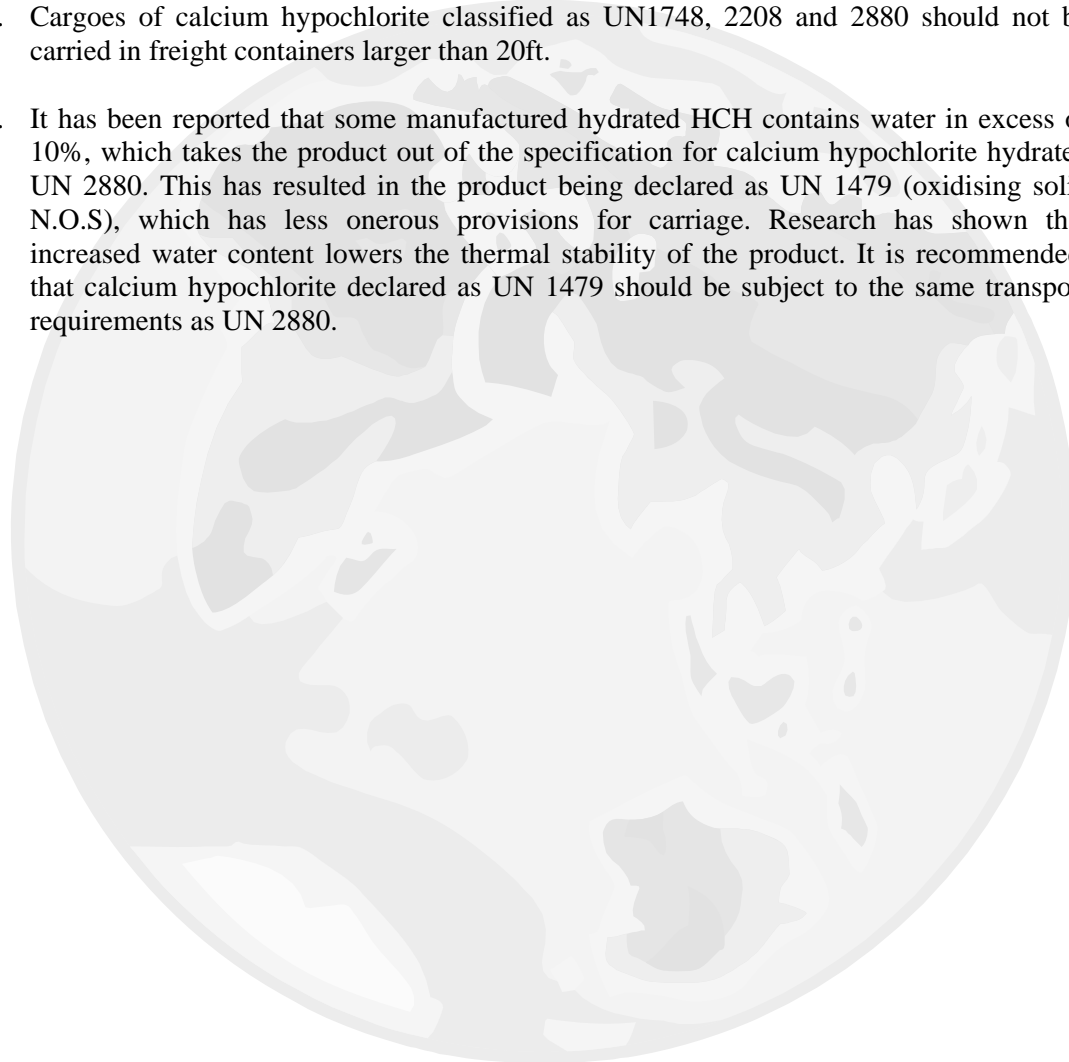 . Cargoes of calcium hypochlorite classified as UN1748, 2208 and 2880 should not b
carried in freight containers larger than 20ft.
. It has been reported that some manufactured hydrated HCH contains water in excess o
10%, which takes the product out of the specification for calcium hypochlorite hydrate
UN 2880. This has resulted in the product being declared as UN 1479 (oxidising soli
N.O.S), which has less onerous provisions for carriage. Research has shown th
increased water content lowers the thermal stability of the product. It is recommended
that calcium hypochlorite declared as UN 1479 should be subject to the same transpo
requirements as UN 2880.